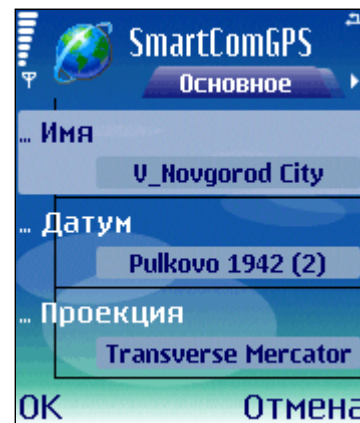 SmartComGPS
Основное
... Имя
V_Novgorod City
... Датум
Pulkovo 1942 (2)
... Проекция
Transverse Mercator
OK Отмена